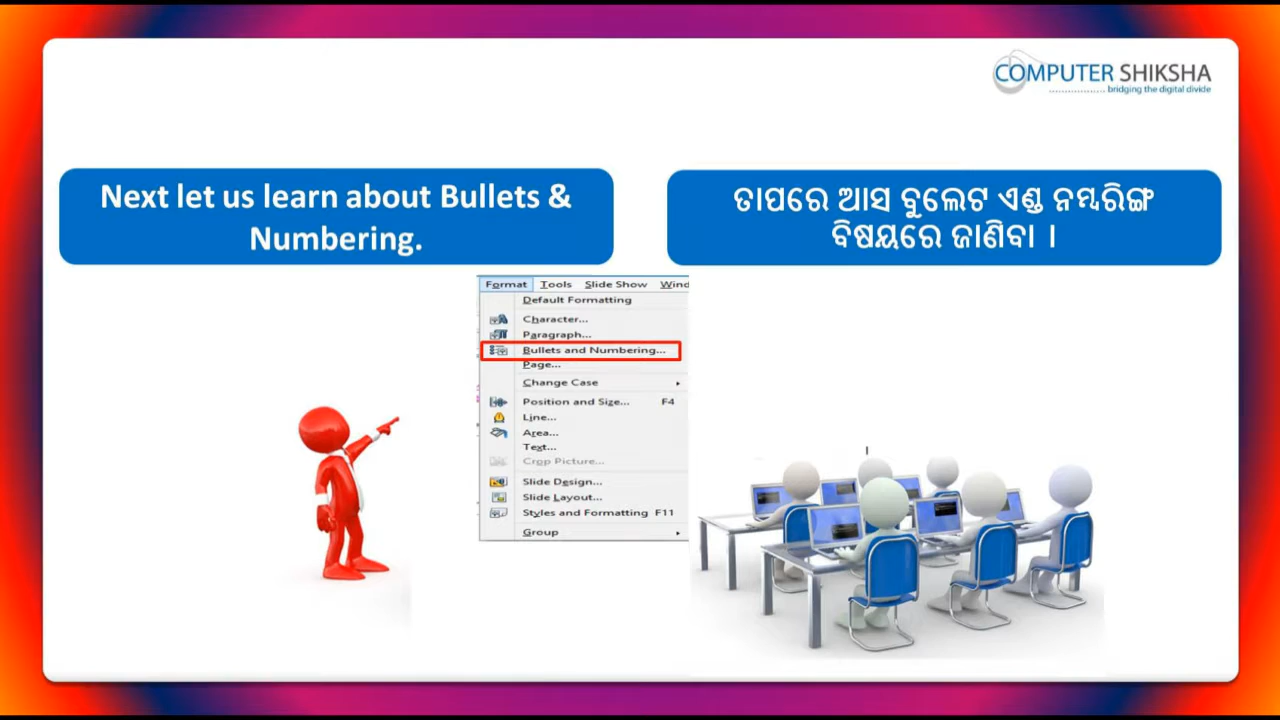 COMPUTER SHIKSHA
bridging the digital divide
Next let us learn about Bullets &
Numbering.
ତାପରେ ଆସ ବୁଲେଟ ଏଣ୍ଡ ନମ୍ବରିଙ୍ଗ
ବିଷୟରେ ଜାଣିବା ।
Format Tools Slide Show Wind
Default Formatting
Character...
Paragraph...
Bullets and Numbering...
Page...
Change Case
Position and Size... F4
Line...
Area...
Text...
Crop Picture...
Slide Design...
Slide Layout...
Styles and Formatting F11
Group